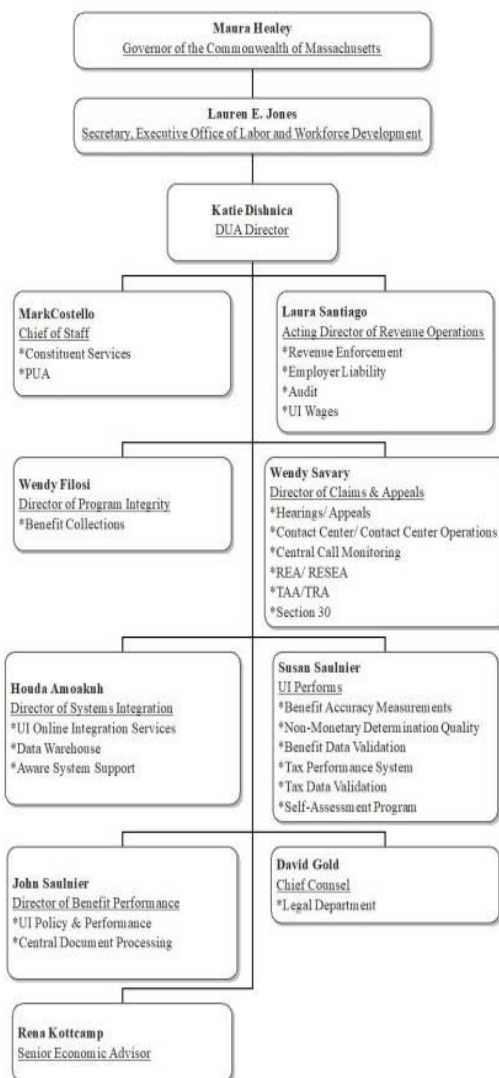 Maura Healey
Governor of the Commonwealth of Massachusetts
Lauren E. Jones
Secretary, Executive Office of Labor and Workforce Development
Katie Dishnica
DUA Director
MarkCostello
Chief of Staff
*Constituent Services
*PUA
Laura Santiago
Acting Director of Revenue Operations
*Revenue Enforcement
*Employer Liability
*Audit
*UI Wages
Wendy Filosi
Director of Program Integrity
*Benefit Collections
Wendy Savary
Director of Claims & Appeals
*Hearings/ Appeals
*Contact Center/ Contact Center Operations
*Central Call Monitoring
*REA/ RESEA
*TAA/TRA
*Section 30
Houda Amoakuh
Director of Systems Integration
*UI Online Integration Services
*Data Warehouse
*Aware System Support
Susan Saulnier
UI Performs
*Benefit Accuracy Measurements
*Non-Monetary Determination Quality
*Benefit Data Validation
*Tax Performance System
*Tax Data Validation
*Self-Assessment Program
John Saulnier
Director of Benefit Performance
*UI Policy & Performance
*Central Document Processing
David Gold
Chief Counsel
*Legal Department
Rena Kottcamp
Senior Economic Advisor